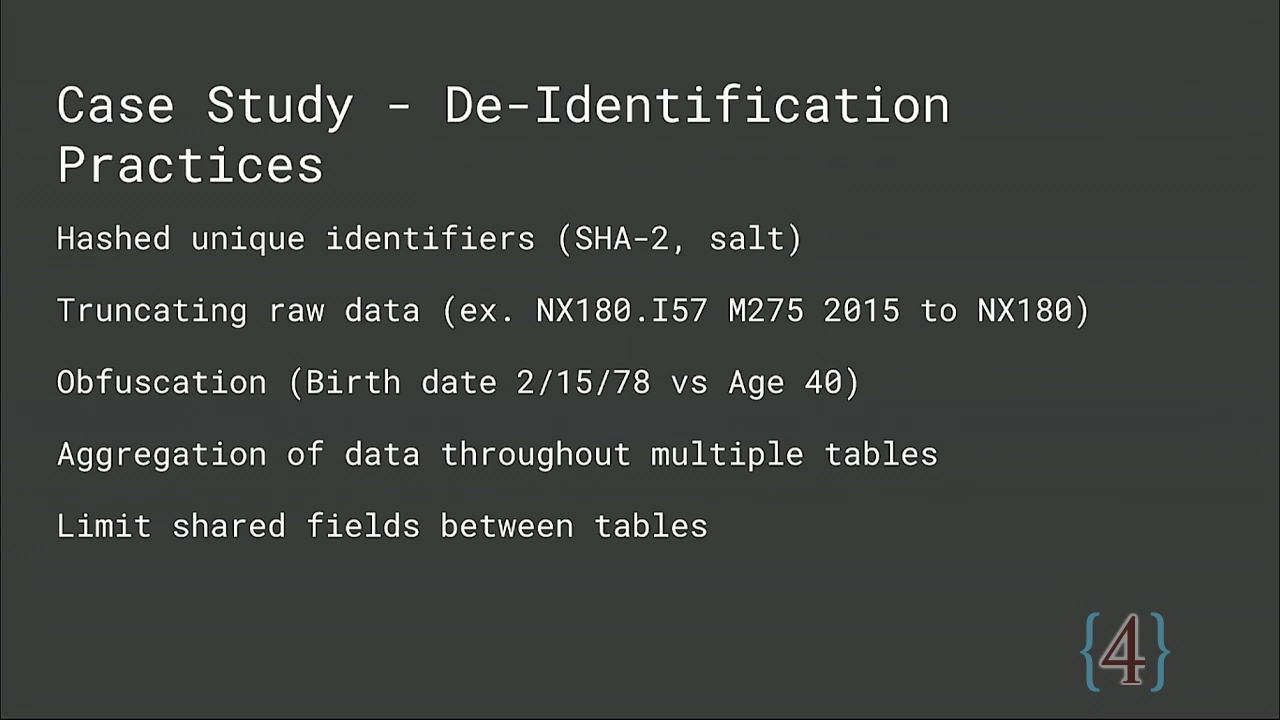 Case Study - De-Identification
Practices
Hashed unique identifiers (SHA-2, salt)
Truncating raw data (ex. NX180.I57 M275 2015 to NX180)
Obfuscation (Birth date 2/15/78 vs Age 40)
Aggregation of data throughout multiple tables
Limit shared fields between tables
{4}